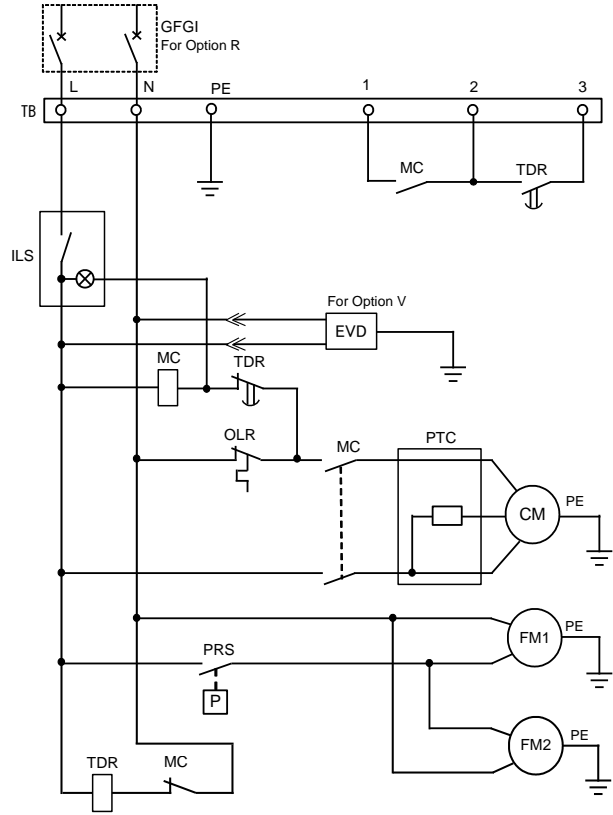 GFGI
For Option R
L N PE 1 2 3
TB
MC TDR
ILS
For Option V
EVD
MC TDR
OLR MC PTC
CM PE
PRS FM1 PE
P
FM2 PE
TDR MC